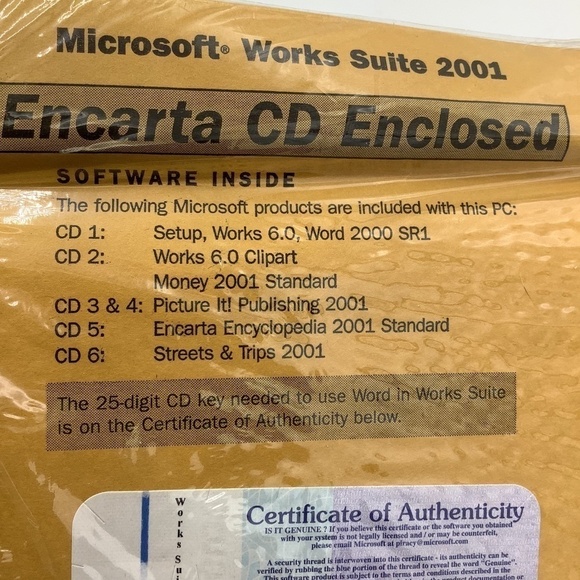 Microsoft® Works Suite 2001
Encarta CD Enclosed
SOFTWARE INSIDE
The following Microsoft products are included with this PC:
CD 1: Setup, Works 6.0, Word 2000 SR1
CD 2: Works 6.0 Clipart
Money 2001 Standard
CD 3 & 4: Picture It! Publishing 2001
CD 5: Encarta Encyclopedia 2001 Standard
CD 6: Streets & Trips 2001
The 25-digit CD key needed to use Word in Works Suite
is on the Certificate of Authenticity below.
Works Sui
Certificate of Authenticity
IS IT GENUINE ? If you believe this certificate or the software you obtained
with your system is not legally licensed and / or may be counterfeit,
please email Microsoft at piracy@microsoft.com
A security thread is interwoven into this certificate - its authenticity can be
verified by rubbing the blue portion of the thread to reveal the word "Genuine".
This software product is subject to the terms and conditions described in the